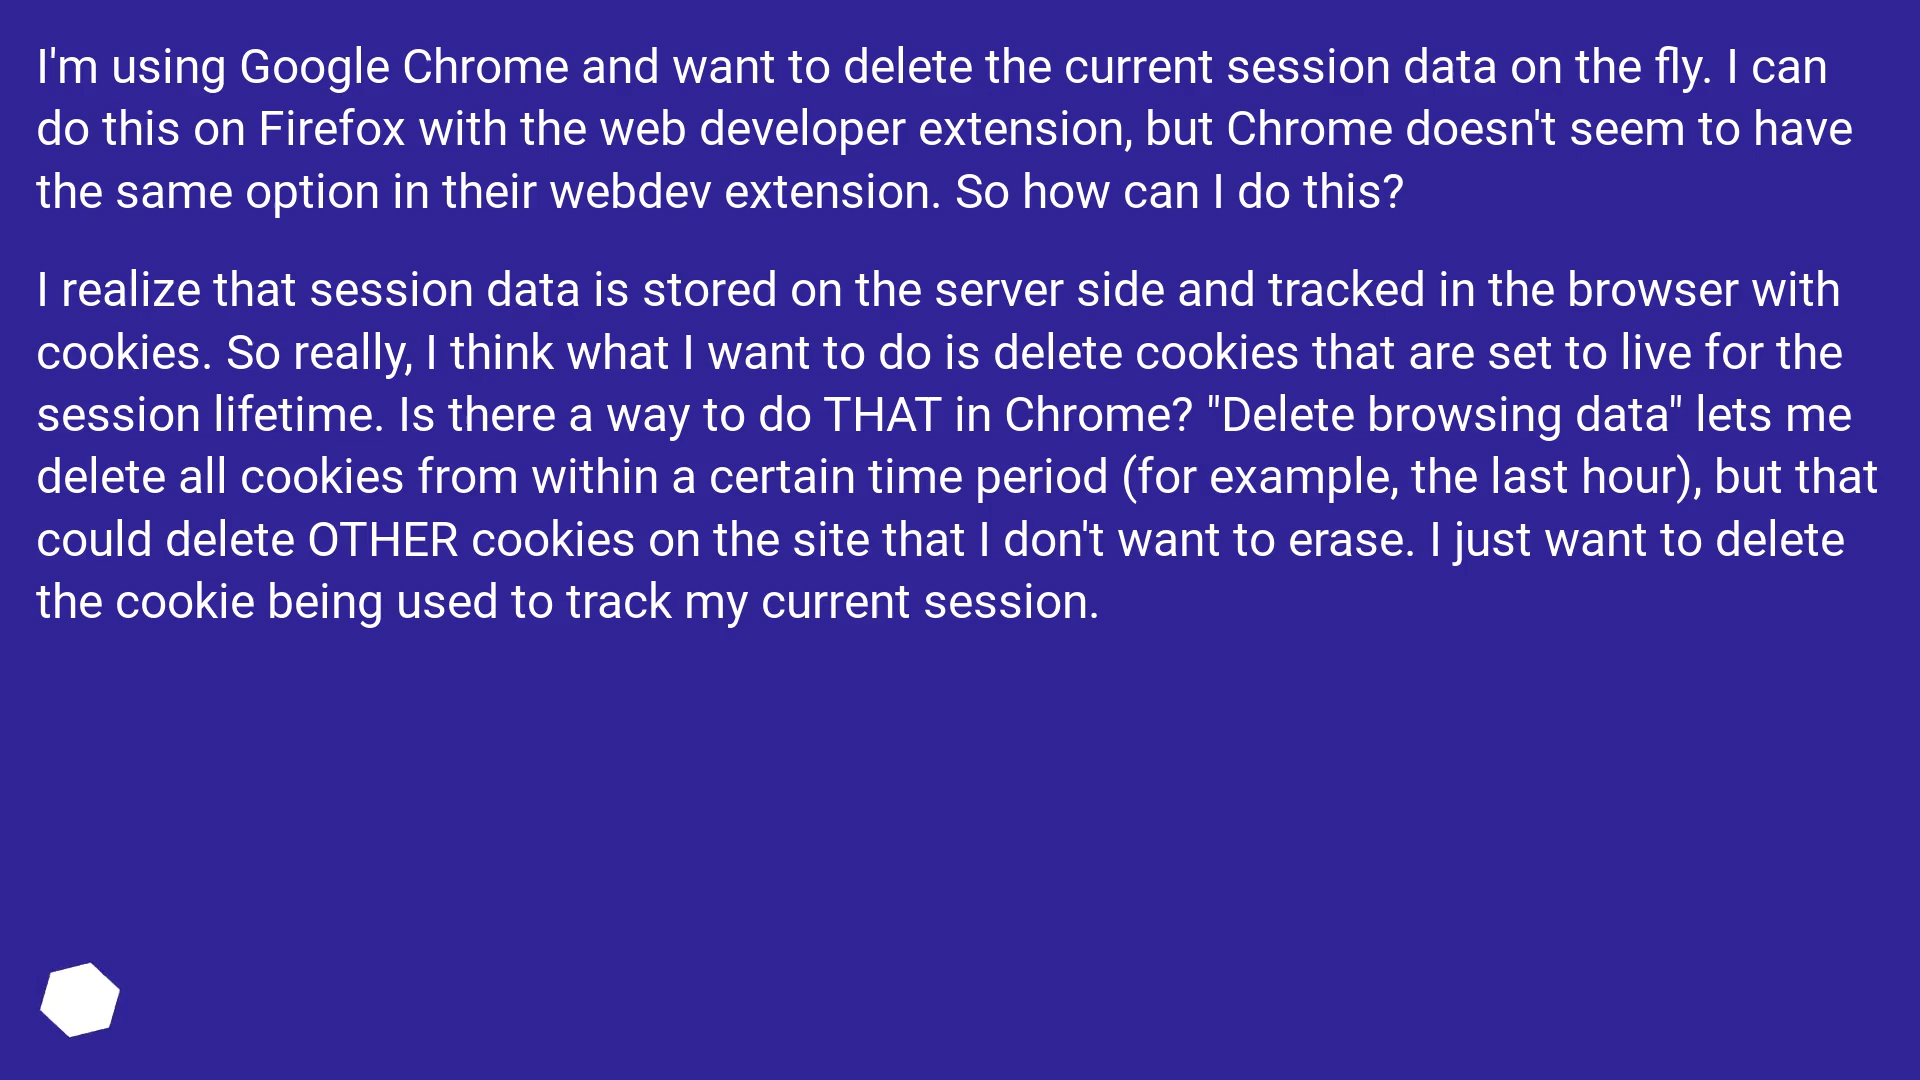 I'm using Google Chrome and want to delete the current session data on the fly. I can
do this on Firefox with the web developer extension, but Chrome doesn't seem to have
the same option in their webdev extension. So how can I do this?
I realize that session data is stored on the server side and tracked in the browser with
cookies. So really, I think what I want to do is delete cookies that are set to live for the
session lifetime. Is there a way to do THAT in Chrome? "Delete browsing data" lets me
delete all cookies from within a certain time period (for example, the last hour), but that
could delete OTHER cookies on the site that I don't want to erase. I just want to delete
the cookie being used to track my current session.